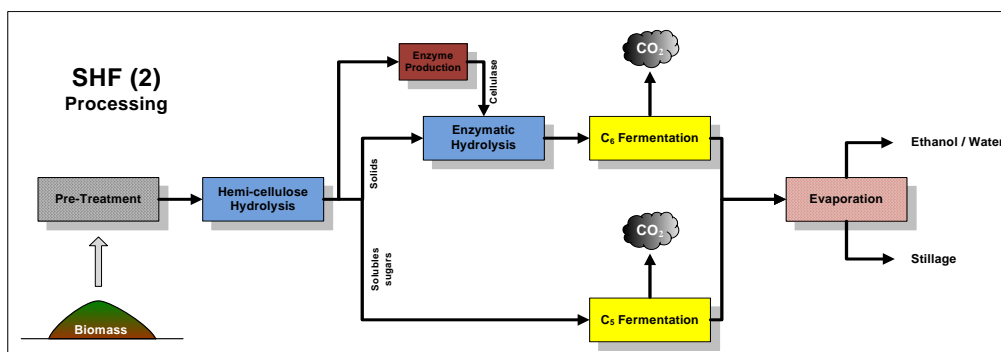 SHF (2)
Processing
Enzyme
Production
Cellulase
CO₂
Enzymatic
Hydrolysis
C₆ Fermentation
Ethanol / Water
Solids
Pre-Treatment
Hemi-cellulose
Hydrolysis
Evaporation
Solubles
sugars
CO₂
Stillage
C₅ Fermentation
Biomass